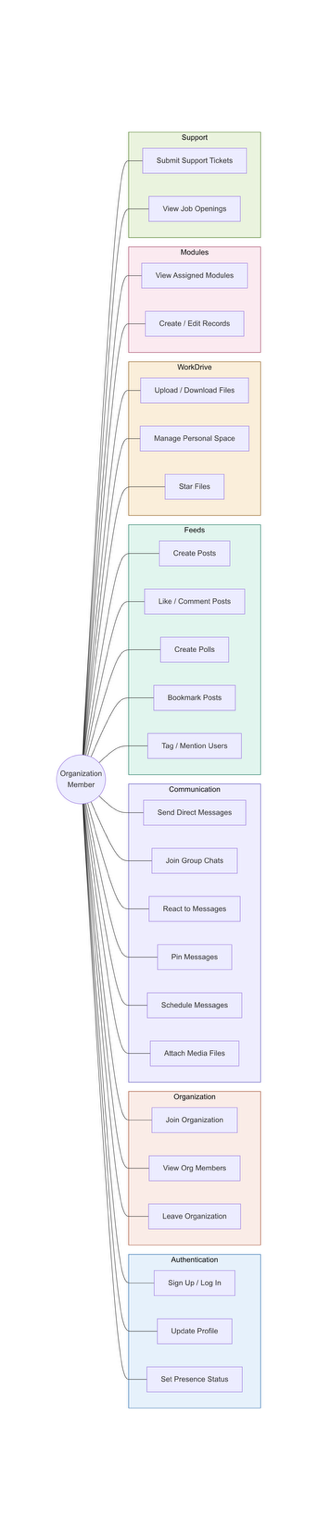 Support
Submit Support Tickets
View Job Openings
Modules
View Assigned Modules
Create / Edit Records
WorkDrive
Upload / Download Files
Manage Personal Space
Star Files
Feeds
Create Posts
Like / Comment Posts
Create Polls
Bookmark Posts
Tag / Mention Users
Organization
Member
Communication
Send Direct Messages
Join Group Chats
React to Messages
Pin Messages
Schedule Messages
Attach Media Files
Organization
Join Organization
View Org Members
Leave Organization
Authentication
Sign Up / Log In
Update Profile
Set Presence Status